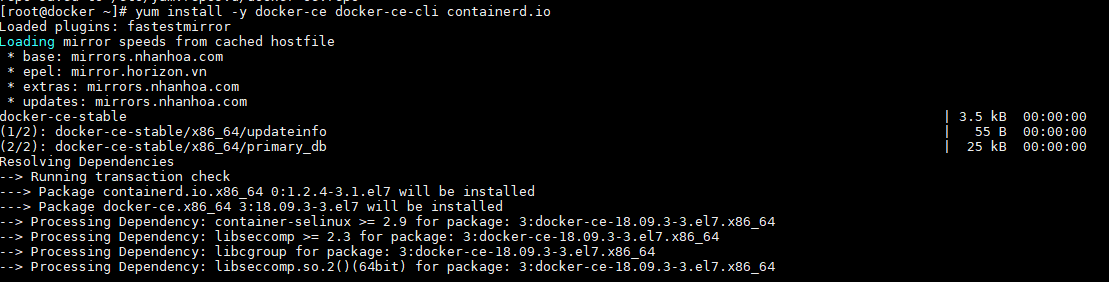 [root@docker ~]# yum install -y docker-ce docker-ce-cli containerd.io
Loaded plugins: fastestmirror
Loading mirror speeds from cached hostfile
 * base: mirrors.nhanhoa.com
 * epel: mirror.horizon.vn
 * extras: mirrors.nhanhoa.com
 * updates: mirrors.nhanhoa.com
docker-ce-stable | 3.5 kB 00:00:00
(1/2): docker-ce-stable/x86_64/updateinfo | 55 B 00:00:00
(2/2): docker-ce-stable/x86_64/primary_db | 25 kB 00:00:00
Resolving Dependencies
--> Running transaction check
---> Package containerd.io.x86_64 0:1.2.4-3.1.el7 will be installed
---> Package docker-ce.x86_64 3:18.09.3-3.el7 will be installed
--> Processing Dependency: container-selinux >= 2.9 for package: 3:docker-ce-18.09.3-3.el7.x86_64
--> Processing Dependency: libseccomp >= 2.3 for package: 3:docker-ce-18.09.3-3.el7.x86_64
--> Processing Dependency: libcgroup for package: 3:docker-ce-18.09.3-3.el7.x86_64
--> Processing Dependency: libseccomp.so.2()(64bit) for package: 3:docker-ce-18.09.3-3.el7.x86_64